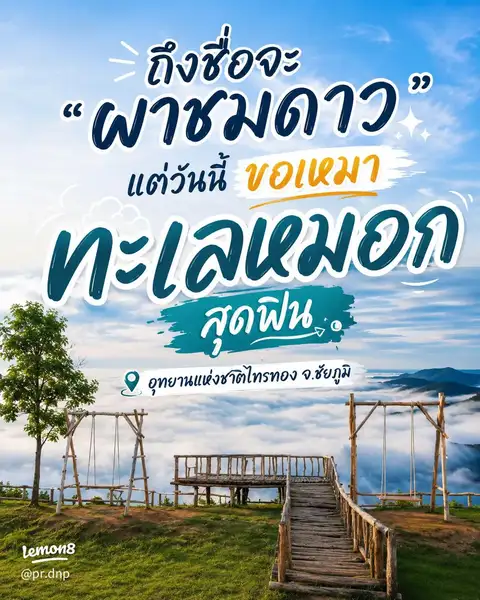 ถึงชื่อจะ
“ผาชมดาว”
แต่วันนี้ ขอเหมา
ทะเลหมอก
สุดฟิน
อุทยานแห่งชาติไทรทอง จ.ชัยภูมิ
lemon8
@pr.dnp